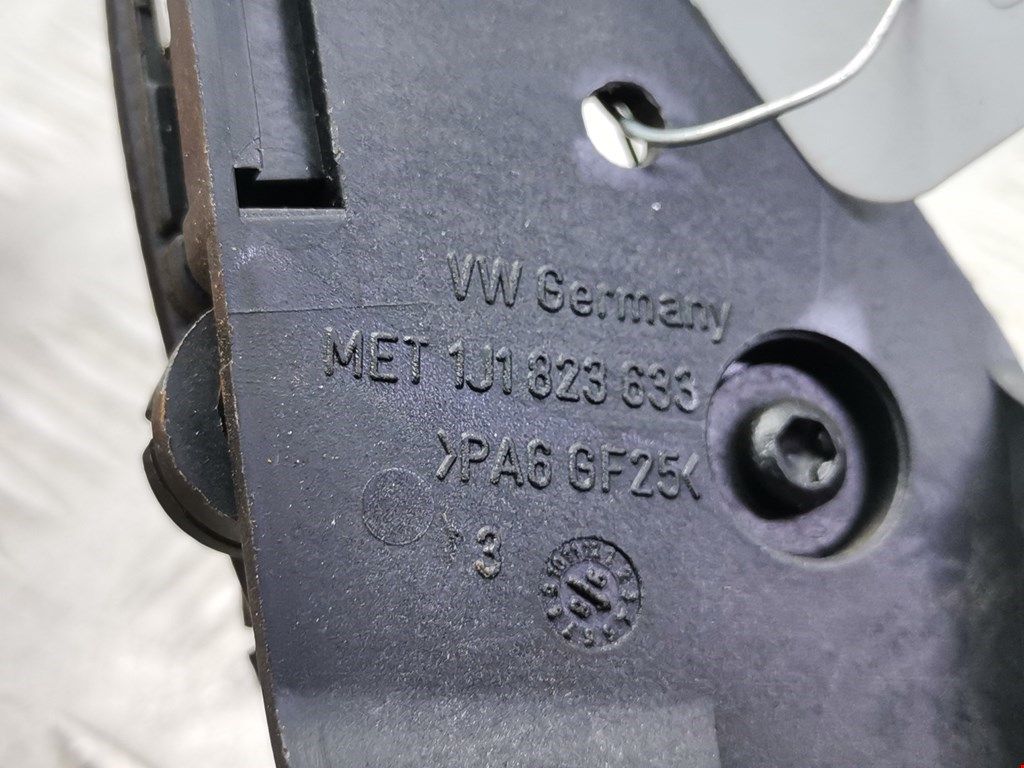 VW Germany
MET 1J1 823 633
>PA6 GF25<
3